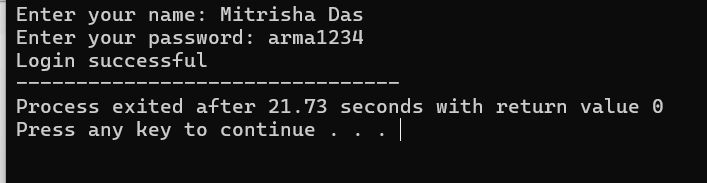 Enter your name: Mitrisha Das
Enter your password: arma1234
Login successful
--------------------------------
Process exited after 21.73 seconds with return value 0
Press any key to continue . . .